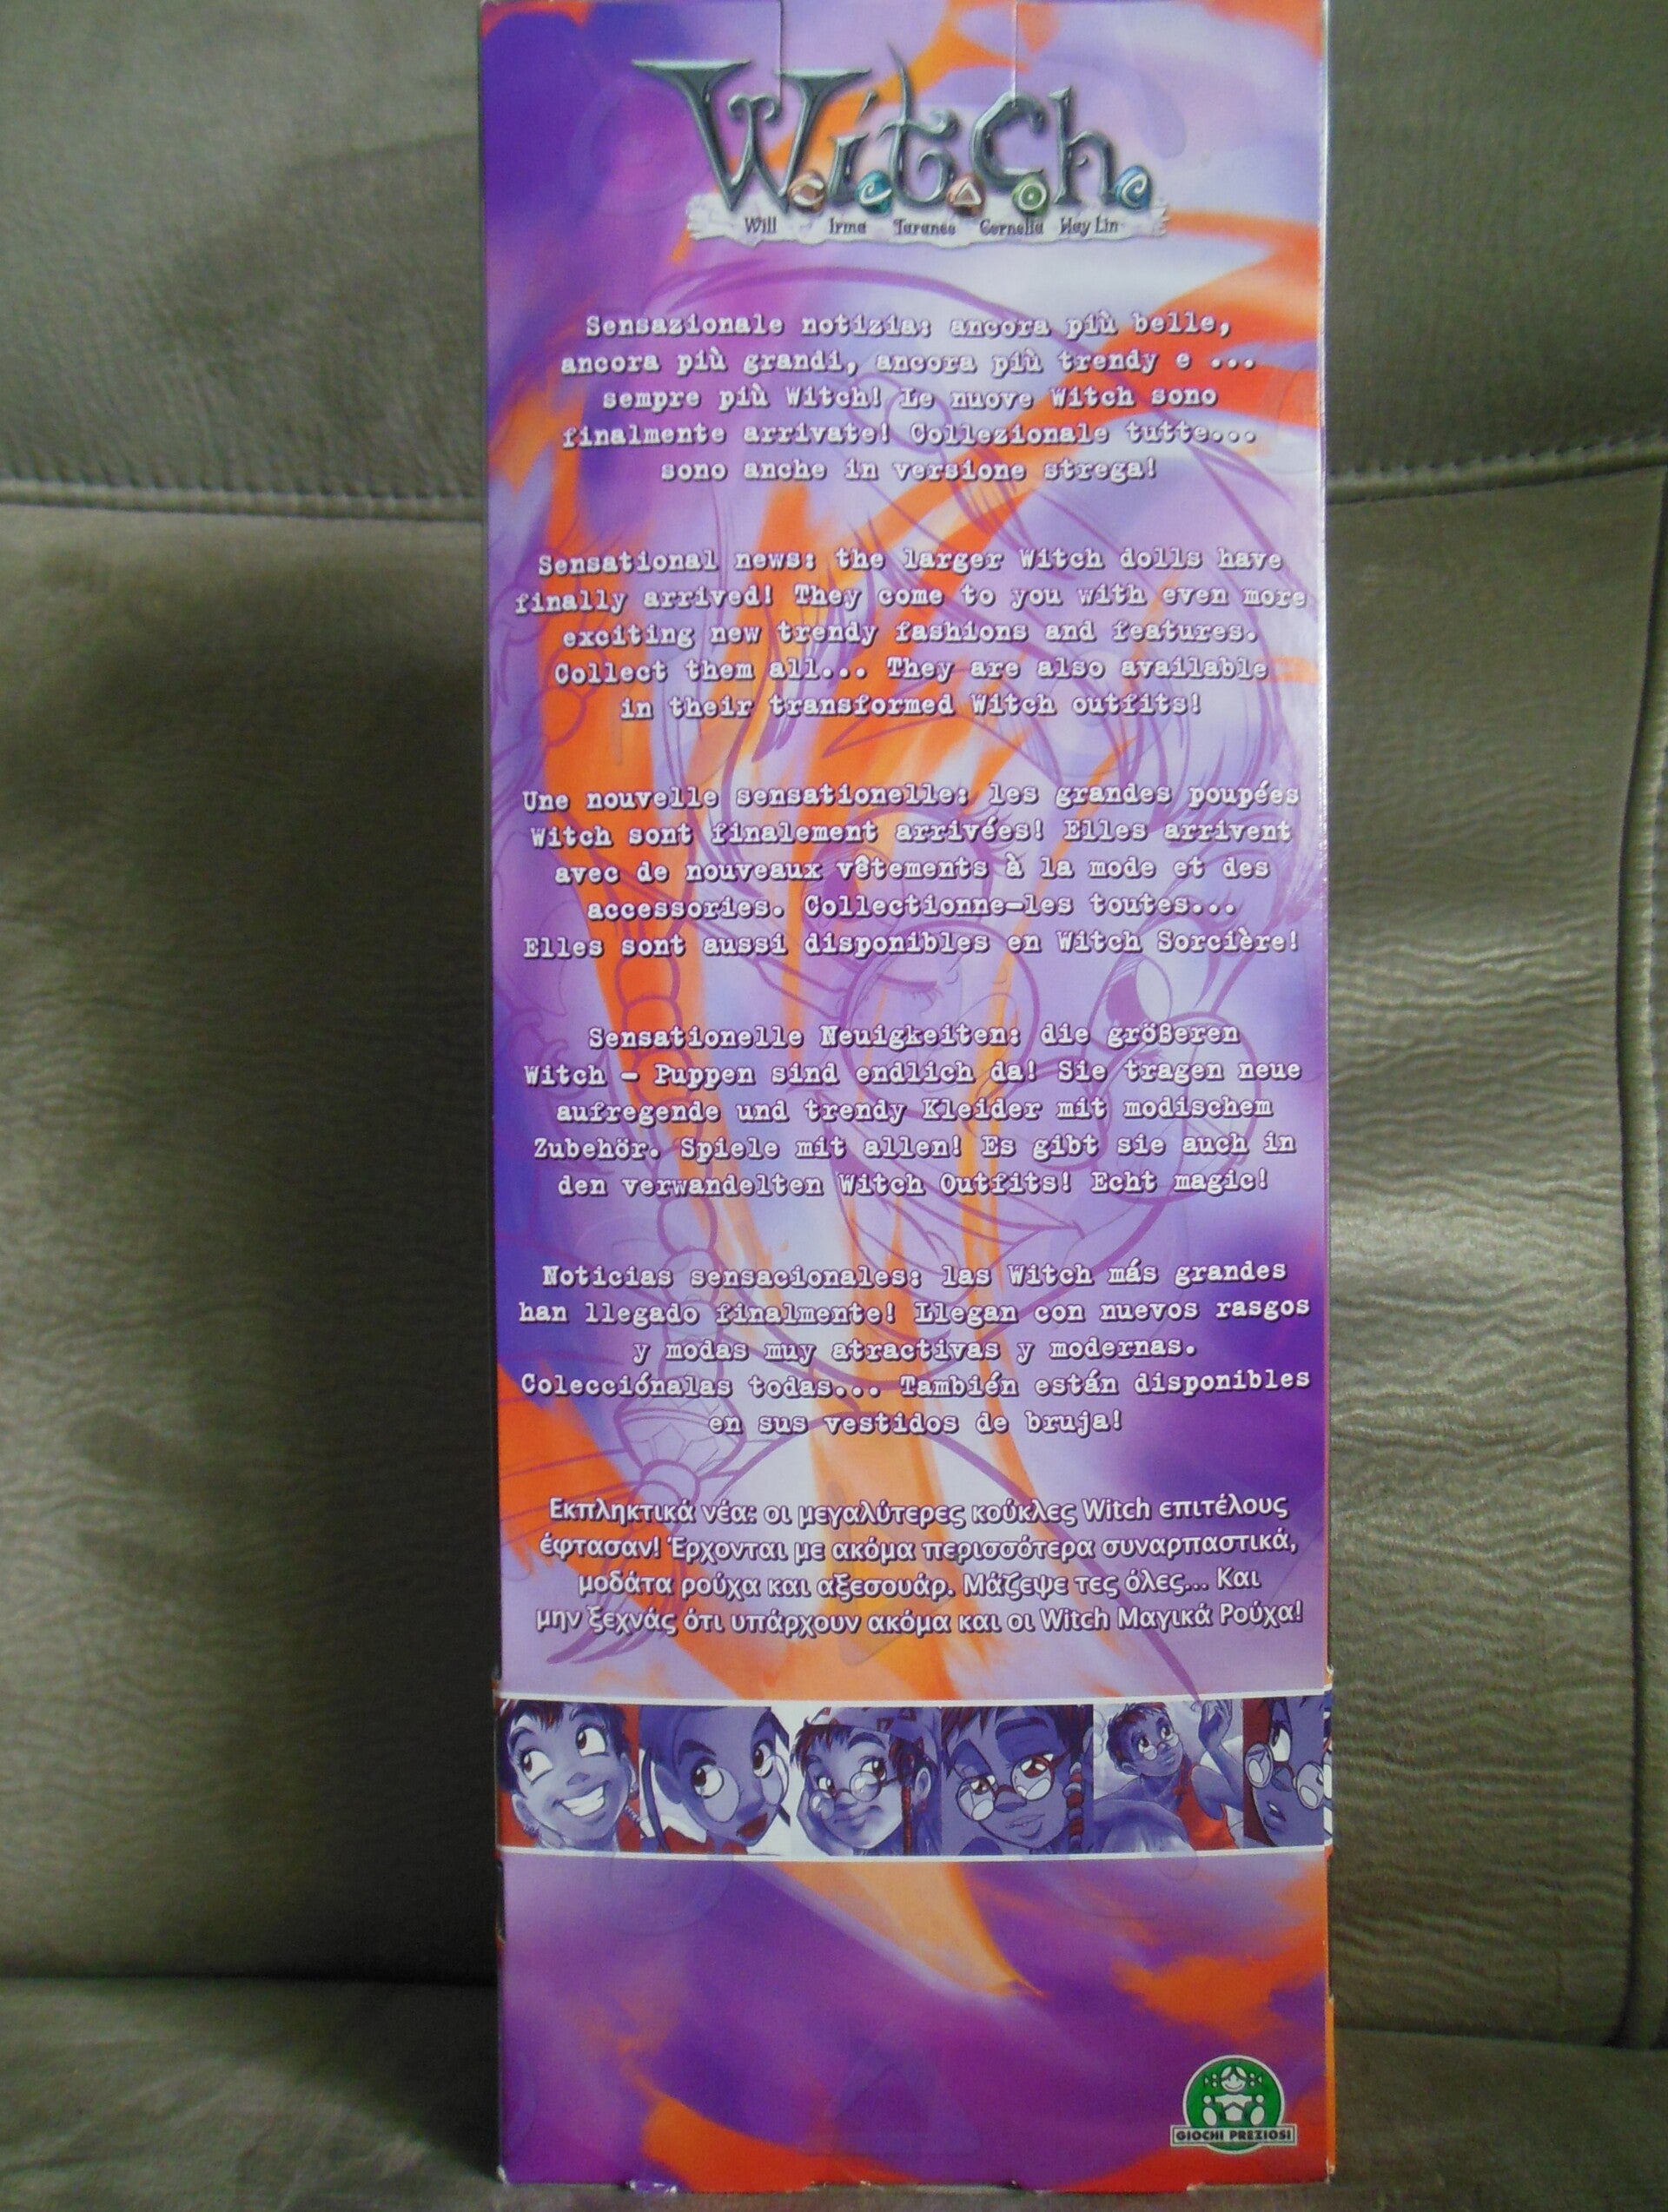 W.i.t.c.h.
Will Irma Taranee Cornelia Hay Lin
Sensazionale notizia: ancora più belle,
ancora più grandi, ancora più trendy e ...
sempre più Witch! Le nuove Witch sono
finalmente arrivate! Collezionale tutte...
sono anche in versione strega!
Sensational news: the larger Witch dolls have
finally arrived! They come to you with even more
exciting new trendy fashions and features.
Collect them all... They are also available
in their transformed Witch outfits!
Une nouvelle sensationelle: les grandes poupées
Witch sont finalement arrivées! Elles arrivent
avec de nouveaux vêtements à la mode et des
accessories. Collectionne-les toutes...
Elles sont aussi disponibles en Witch Sorcière!
Sensationelle Neuigkeiten: die größeren
Witch - Puppen sind endlich da! Sie tragen neue
aufregende und trendy Kleider mit modischem
Zubehör. Spiele mit allen! Es gibt sie auch in
den verwandelten Witch Outfits! Echt magic!
Noticias sensacionales: las Witch más grandes
han llegado finalmente! Llegan con nuevos rasgos
y modas muy atractivas y modernas.
Colecciónalas todas... También están disponibles
en sus vestidos de bruja!
Εκπληκτικά νέα: οι μεγαλύτερες κούκλες Witch επιτέλους
έφτασαν! Έρχονται με ακόμα περισσότερα συναρπαστικά,
μοδάτα ρούχα και αξεσουάρ. Μάζεψε τες όλες... Και
μην ξεχνάς ότι υπάρχουν ακόμα και οι Witch Μαγικά Ρούχα!
GIOCHI PREZIOSI